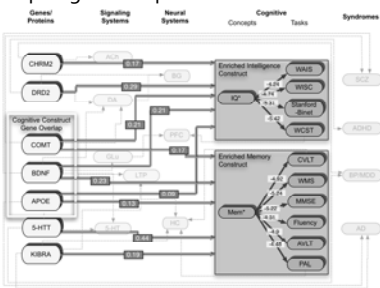 Genes/
Proteins
Signaling
Systems
Neural
Systems
Cognitive
Concepts
Tasks
Syndromes
CHRM2
DRD2
Cognitive Construct
Gene Overlap
COMT
BDNF
APOE
5-HTT
KIBRA
ACh
DA
Glu
LTP
5-HT
BG
PFC
HC
0.17
0.29
0.21
0.21
0.17
0.23
0.09
0.13
0.44
0.19
Enriched Intelligence
Construct
IQ*
WAIS
WISC
Stanford
-Binet
WCST
Enriched Memory
Construct
Mem*
CVLT
WMS
MMSE
Fluency
AVLT
PAL
SCZ
ADHD
BP/MDD
AD